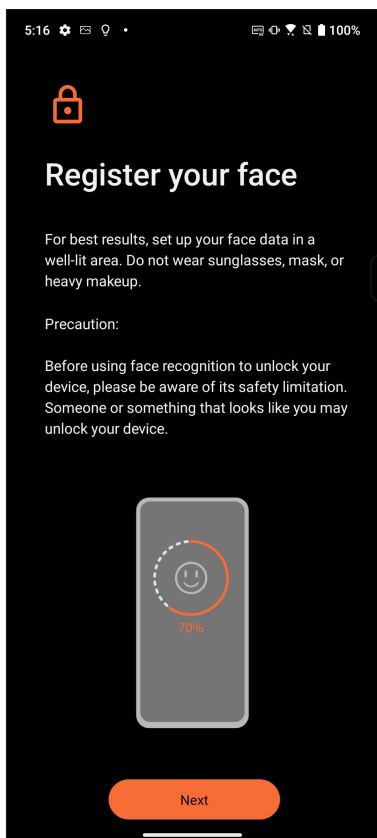 5:16
100%
Register your face
For best results, set up your face data in a
well-lit area. Do not wear sunglasses, mask, or
heavy makeup.
Precaution:
Before using face recognition to unlock your
device, please be aware of its safety limitation.
Someone or something that looks like you may
unlock your device.
70%
Next